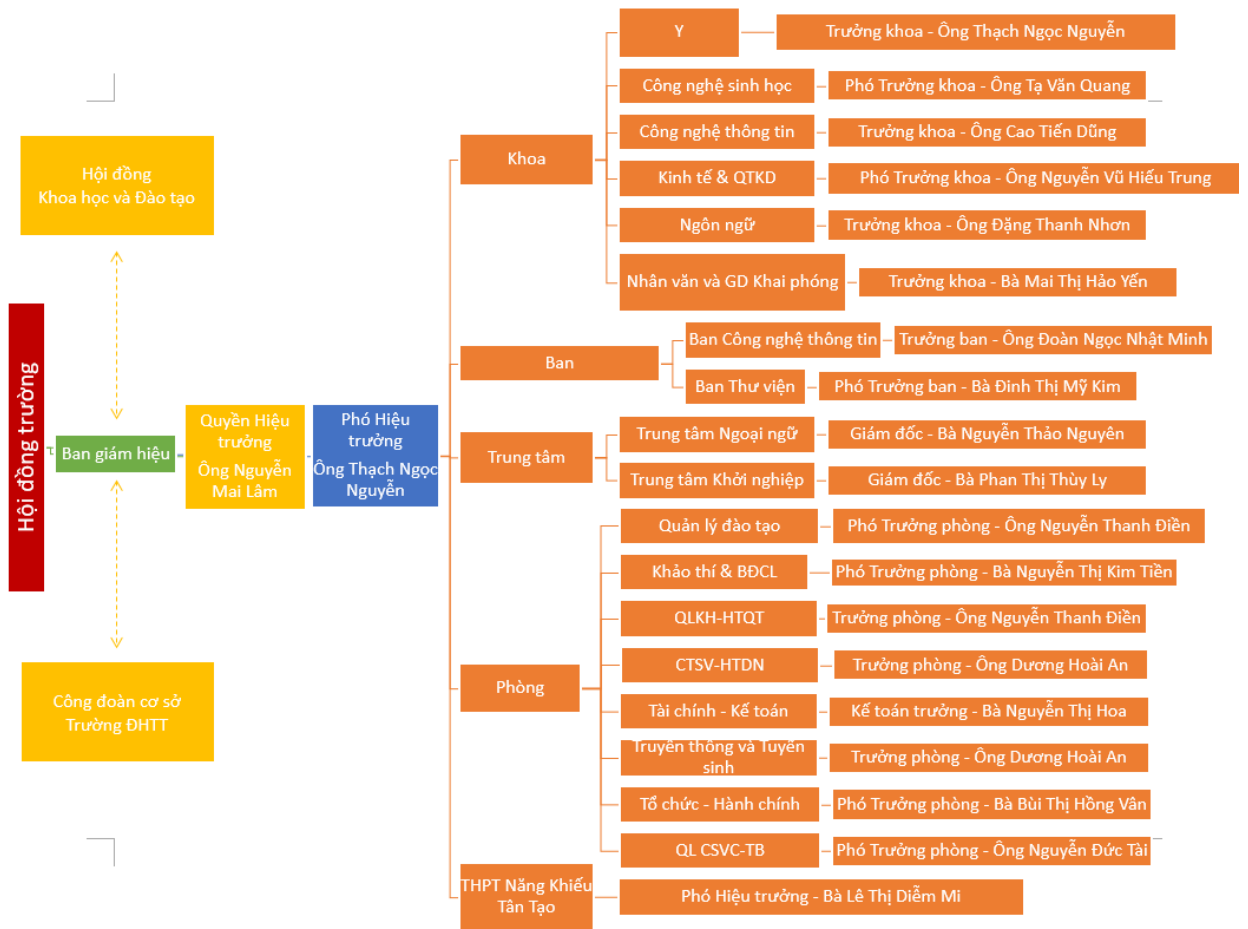 Hội đồng
Khoa học và Đào tạo
Hội đồng trường
Ban giám hiệu
Công đoàn cơ sở
Trường ĐHTT
Quyền Hiệu
trưởng
Ông Nguyễn
Mai Lâm
Phó Hiệu
trưởng
Ông Thạch Ngọc
Nguyễn
Khoa
Y
Trưởng khoa - Ông Thạch Ngọc Nguyễn
Công nghệ sinh học
Phó Trưởng khoa - Ông Tạ Văn Quang
Công nghệ thông tin
Trưởng khoa - Ông Cao Tiến Dũng
Kinh tế & QTKD
Phó Trưởng khoa - Ông Nguyễn Vũ Hiếu Trung
Ngôn ngữ
Trưởng khoa - Ông Đặng Thanh Nhơn
Nhân văn và GD Khai phóng
Trưởng khoa - Bà Mai Thị Hảo Yến
Ban
Ban Công nghệ thông tin
Trưởng ban - Ông Đoàn Ngọc Nhật Minh
Ban Thư viện
Phó Trưởng ban - Bà Đinh Thị Mỹ Kim
Trung tâm
Trung tâm Ngoại ngữ
Giám đốc - Bà Nguyễn Thảo Nguyên
Trung tâm Khởi nghiệp
Giám đốc - Bà Phan Thị Thùy Ly
Phòng
Quản lý đào tạo
Phó Trưởng phòng - Ông Nguyễn Thanh Điền
Khảo thí & BĐCL
Phó Trưởng phòng - Bà Nguyễn Thị Kim Tiền
QLKH-HTQT
Trưởng phòng - Ông Nguyễn Thanh Điền
CTSV-HTDN
Trưởng phòng - Ông Dương Hoài An
Tài chính - Kế toán
Kế toán trưởng - Bà Nguyễn Thị Hoa
Truyền thông và Tuyển
sinh
Trưởng phòng - Ông Dương Hoài An
Tổ chức - Hành chính
Phó Trưởng phòng - Bà Bùi Thị Hồng Vân
QL CSVC-TB
Phó Trưởng phòng - Ông Nguyễn Đức Tài
THPT Năng Khiếu
Tân Tạo
Phó Hiệu trưởng - Bà Lê Thị Diễm Mi